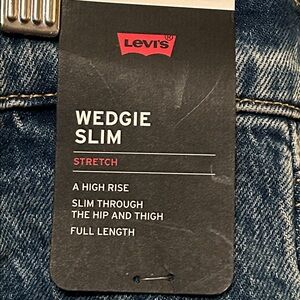 Levi's®
WEDGIE
SLIM
STRETCH
A HIGH RISE
SLIM THROUGH
THE HIP AND THIGH
FULL LENGTH